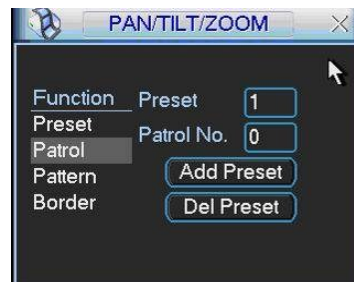 PAN/TILT/ZOOM
Function
Preset
Patrol
Pattern
Border
Preset 1
Patrol No. 0
Add Preset
Del Preset